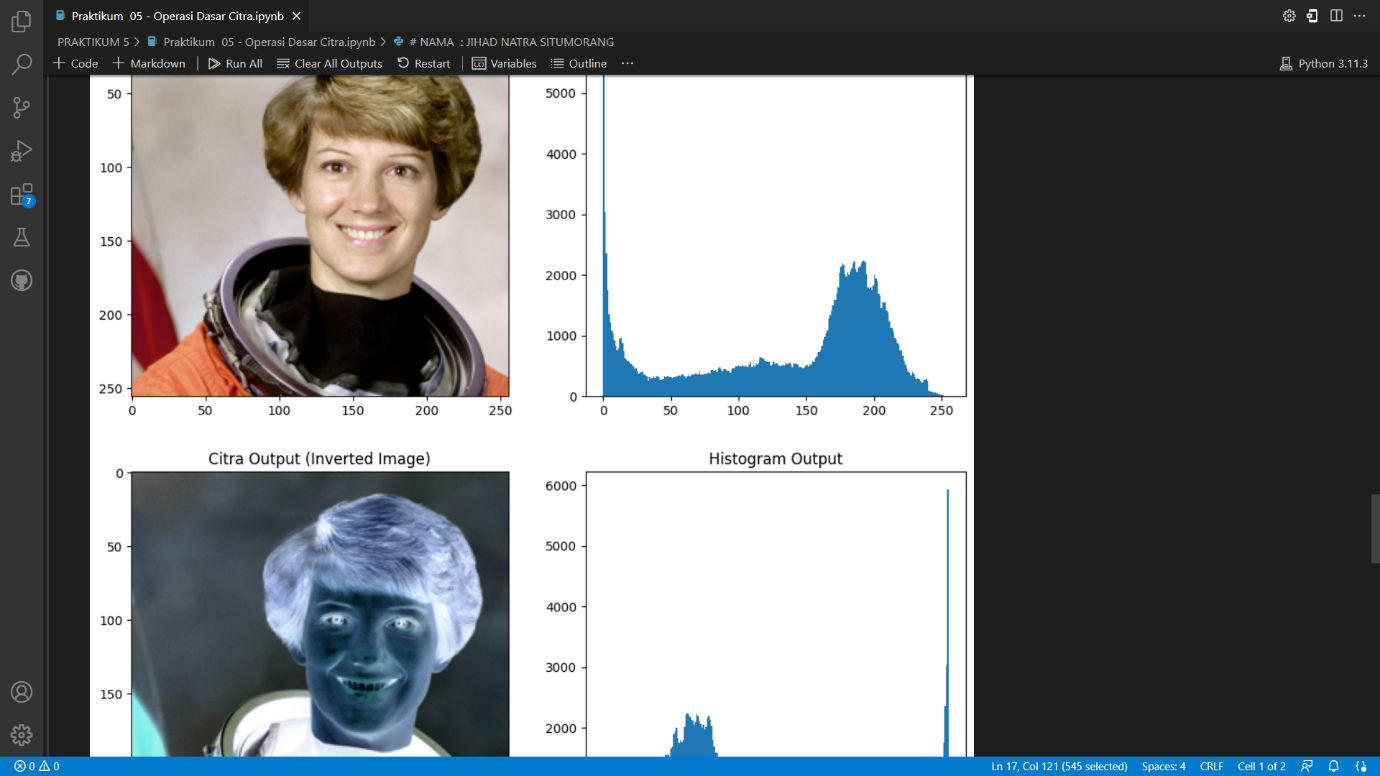 Praktikum 05 - Operasi Dasar Citra.ipynb
PRAKTIKUM 5 > Praktikum 05 - Operasi Dasar Citra.ipynb > # NAMA : JIHAD NATRA SITUMORANG
+ Code + Markdown Run All Clear All Outputs Restart Variables Outline ...
Python 3.11.3
7
50
100
150
200
250
0 50 100 150 200 250
5000
4000
3000
2000
1000
0
0 50 100 150 200 250
Citra Output (Inverted Image)
0
50
100
150
Histogram Output
6000
5000
4000
3000
2000
0 0 Ln 17, Col 121 (545 selected) Spaces: 4 CRLF Cell 1 of 2